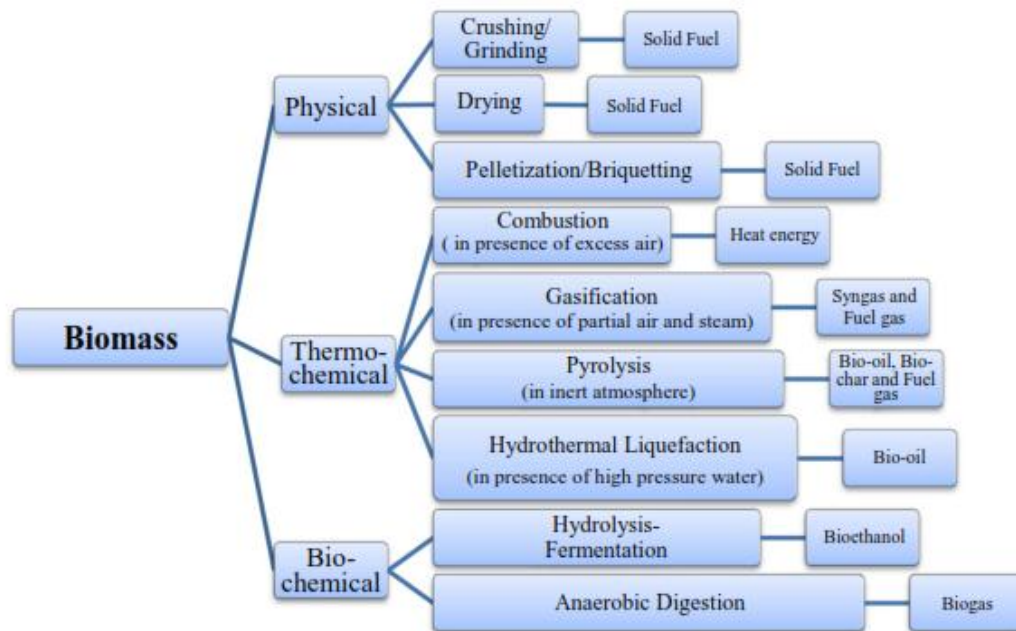 Biomass
Physical
Crushing/
Grinding
Solid Fuel
Drying
Solid Fuel
Pelletization/Briquetting
Solid Fuel
Thermo-
chemical
Combustion
( in presence of excess air)
Heat energy
Gasification
(in presence of partial air and steam)
Syngas and
Fuel gas
Pyrolysis
(in inert atmosphere)
Bio-oil, Bio-
char and Fuel
gas
Hydrothermal Liquefaction
(in presence of high pressure water)
Bio-oil
Bio-
chemical
Hydrolysis-
Fermentation
Bioethanol
Anaerobic Digestion
Biogas